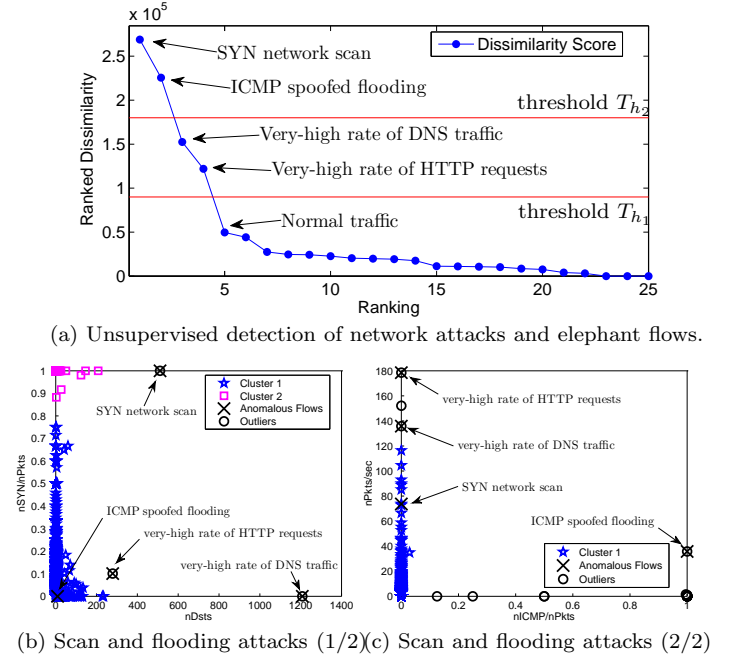 x 10^5
SYN network scan
Dissimilarity Score
ICMP spoofed flooding
threshold T_{h_2}
Very-high rate of DNS traffic
Very-high rate of HTTP requests
threshold T_{h_1}
Normal traffic
Ranked Dissimilarity
2.5
2
1.5
1
0.5
0
5
10
15
20
25
Ranking
(a) Unsupervised detection of network attacks and elephant flows.
1
0.9
0.8
0.7
0.6
0.5
0.4
0.3
0.2
0.1
0
nSYN/nPkts
SYN network scan
Cluster 1
Cluster 2
Anomalous Flows
Outliers
ICMP spoofed flooding
very-high rate of HTTP requests
very-high rate of DNS traffic
0
200
400
600
800
1000
1200
1400
nDsts
(b) Scan and flooding attacks (1/2)
180
160
140
120
100
80
60
40
20
0
nPkts/sec
very-high rate of HTTP requests
very-high rate of DNS traffic
SYN network scan
ICMP spoofed flooding
Cluster 1
Anomalous Flows
Outliers
0
0.2
0.4
0.6
0.8
1
nICMP/nPkts
(c) Scan and flooding attacks (2/2)